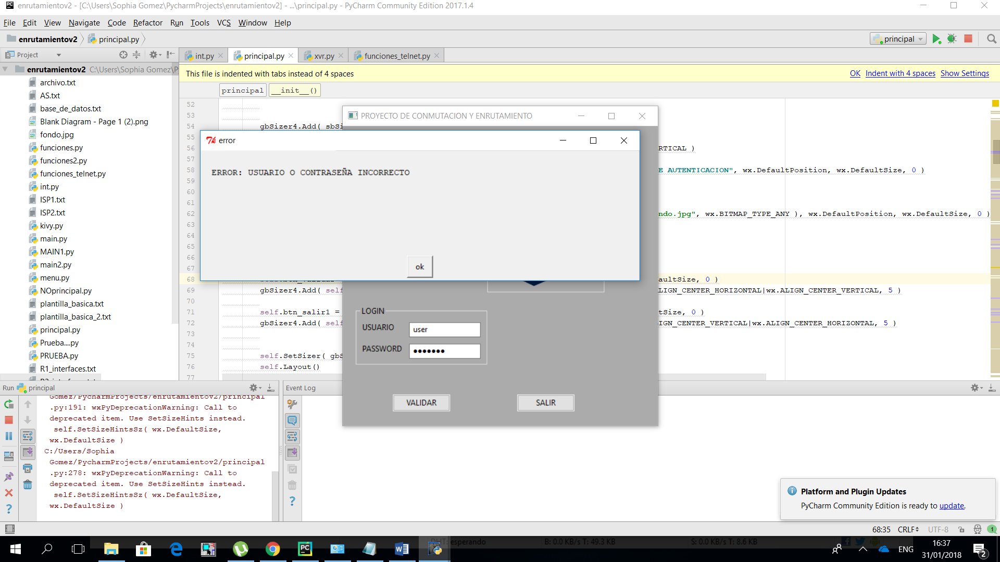 enrutamientov2 - [C:\Users\Sophia Gomez\PycharmProjects\enrutamientov2] - ...\principal.py - PyCharm Community Edition 2017.1.4
File Edit View Navigate Code Refactor Run Tools VCS Window Help
enrutamientov2 principal.py
principal
Project
int.py principal.py xvr.py funciones_telnet.py
enrutamientov2 C:\Users\Sophia Gomez\P
This file is indented with tabs instead of 4 spaces
OK Indent with 4 spaces Show Settings
archivo.txt
AS.txt
base_de_datos.txt
Blank Diagram - Page 1 (2).png
fondo.jpg
funciones.py
funciones2.py
funciones_telnet.py
int.py
ISP1.txt
ISP2.txt
kivy.py
main.py
MAIN1.py
main2.py
menu.py
NOprincipal.py
plantilla_basica.txt
plantilla_basica_2.txt
principal.py
Prueba....py
PRUEBA.py
R1_interfaces.txt
principal __init__()
52
53
54 gbSizer4.Add( sbSi
55
56 RTICAL )
57
58 E AUTENTICACION", wx.DefaultPosition, wx.DefaultSize, 0 )
59
60
61
62 ndo.jpg", wx.BITMAP_TYPE_ANY ), wx.DefaultPosition, wx.DefaultSize, 0 )
63
64
65
66
67
68 aultSize, 0 )
69 gbSizer4.Add( self LIGN_CENTER_HORIZONTAL|wx.ALIGN_CENTER_VERTICAL, 5 )
70
71 self.btn_salir1 = tSize, 0 )
72 gbSizer4.Add( self IGN_CENTER_VERTICAL|wx.ALIGN_CENTER_HORIZONTAL, 5 )
73
74
75 self.SetSizer( gbS
76 self.Layout()
77
PROYECTO DE CONMUTACION Y ENRUTAMIENTO
error
ERROR: USUARIO O CONTRASEÑA INCORRECTO
ok
LOGIN
USUARIO user
PASSWORD •••••••
VALIDAR SALIR
Run principal
Gomez/PycharmProjects/enrutamientov2/principal
.py:191: wxPyDeprecationWarning: Call to
deprecated item. Use SetSizeHints instead.
self.SetSizeHintsSz( wx.DefaultSize,
wx.DefaultSize )
C:/Users/Sophia
Gomez/PycharmProjects/enrutamientov2/principal
.py:278: wxPyDeprecationWarning: Call to
deprecated item. Use SetSizeHints instead.
self.SetSizeHintsSz( wx.DefaultSize,
wx.DefaultSize )
Event Log
Platform and Plugin Updates
PyCharm Community Edition is ready to update.
68:35 CRLF UTF-8 1
DHT: esperando B: 0.0 KB/s T: 49.3 KB S: 0.0 KB/s T: 8.6 KB
ENG
16:37
31/01/2018
2